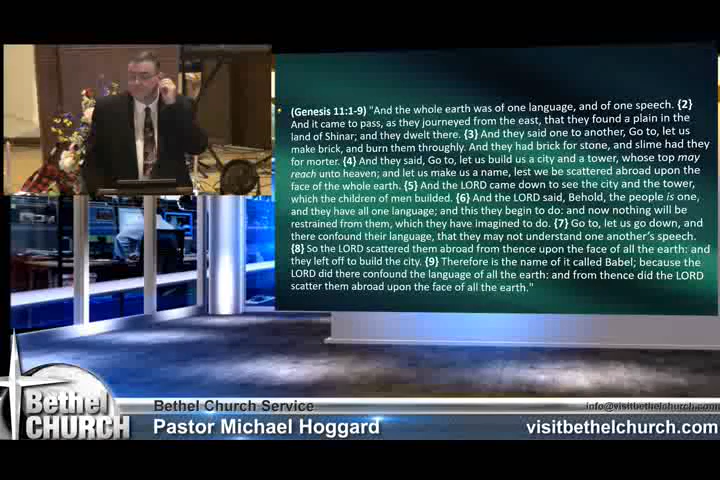 (Genesis 11:1-9) "And the whole earth was of one language, and of one speech. {2}
And it came to pass, as they journeyed from the east, that they found a plain in the
land of Shinar; and they dwelt there. {3} And they said one to another, Go to, let us
make brick, and burn them throughly. And they had brick for stone, and slime had they
for morter. {4} And they said, Go to, let us build us a city and a tower, whose top may
reach unto heaven; and let us make us a name, lest we be scattered abroad upon the
face of the whole earth. {5} And the LORD came down to see the city and the tower,
which the children of men builded. {6} And the LORD said, Behold, the people is one,
and they have all one language; and this they begin to do: and now nothing will be
restrained from them, which they have imagined to do. {7} Go to, let us go down, and
there confound their language, that they may not understand one another's speech.
{8} So the LORD scattered them abroad from thence upon the face of all the earth: and
they left off to build the city. {9} Therefore is the name of it called Babel; because the
LORD did there confound the language of all the earth: and from thence did the LORD
scatter them abroad upon the face of all the earth."
Bethel
CHURCH
Bethel Church Service
info@visitbethelchurch.com
Pastor Michael Hoggard
visitbethelchurch.com